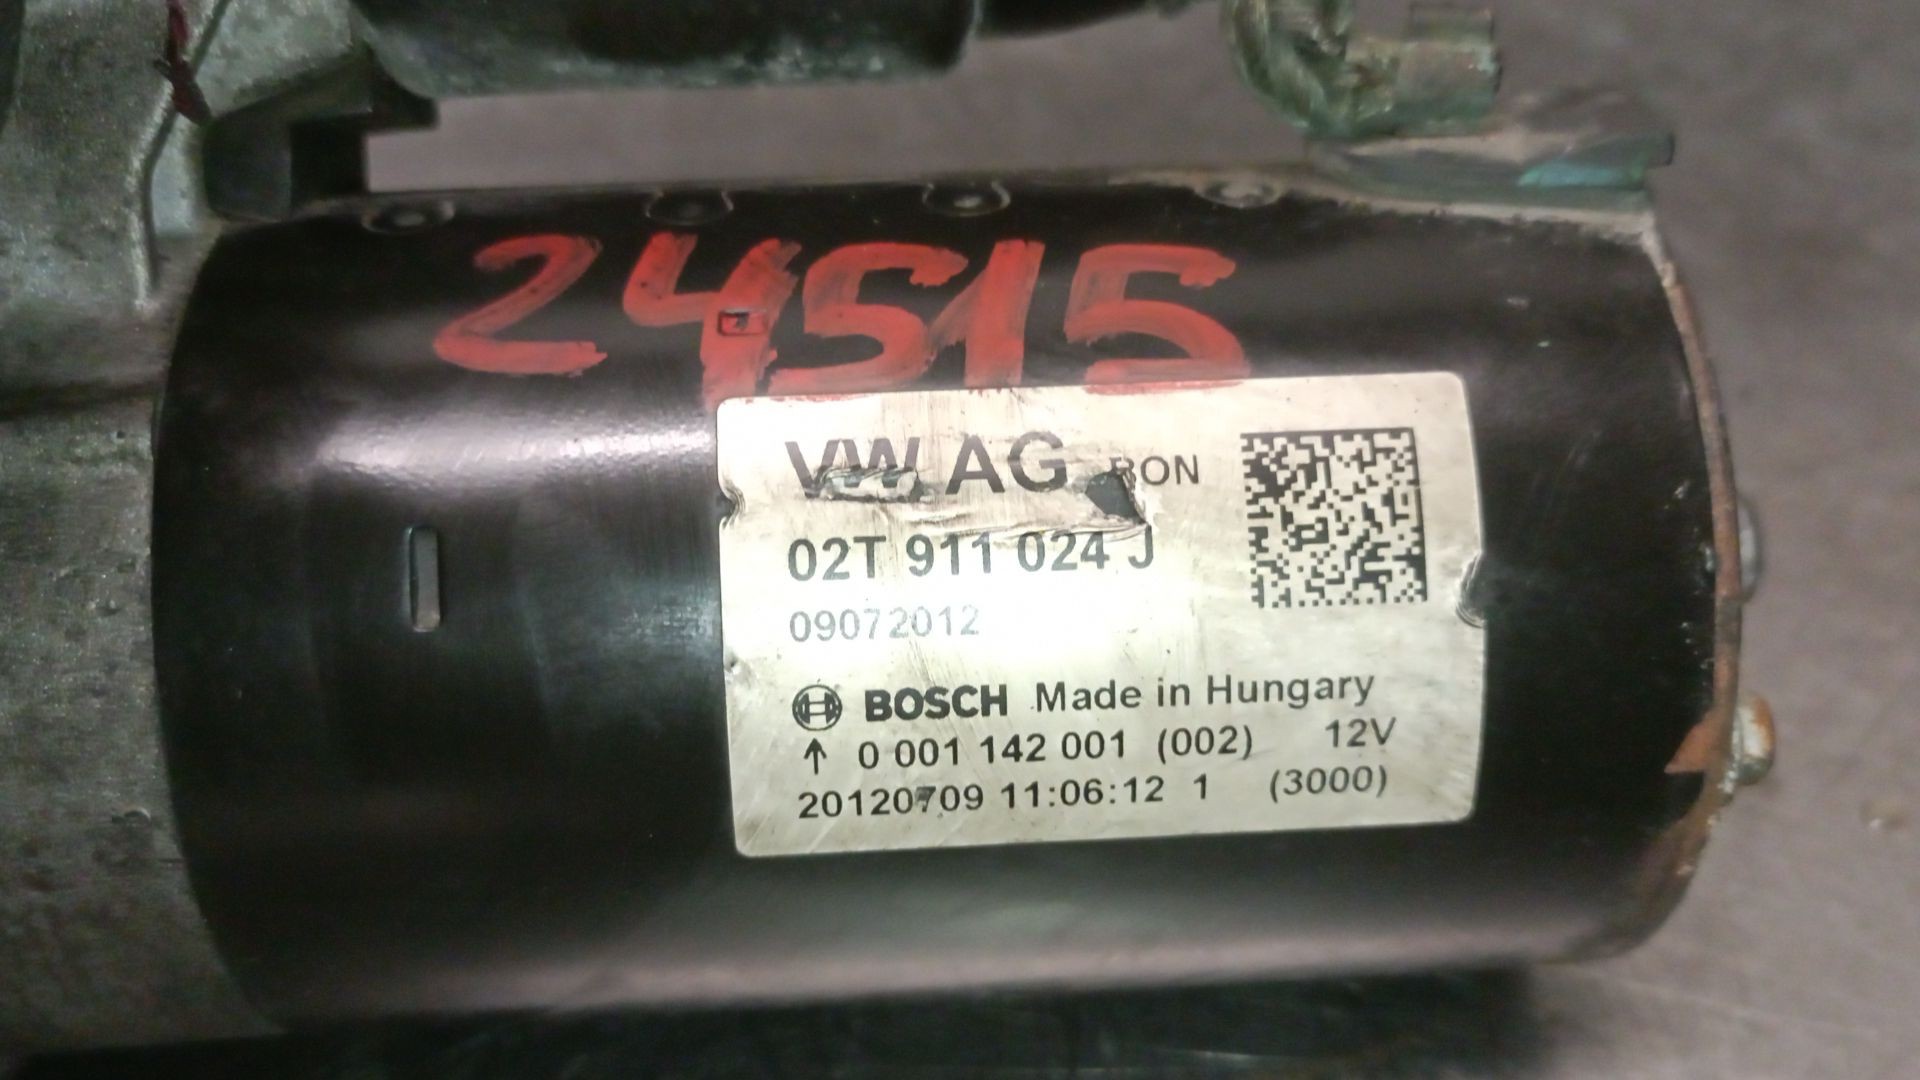 24515
VW AG BON
02T 911 024 J
09072012
BOSCH Made in Hungary
↑ 0 001 142 001 (002) 12V
20120709 11:06:12 1 (3000)